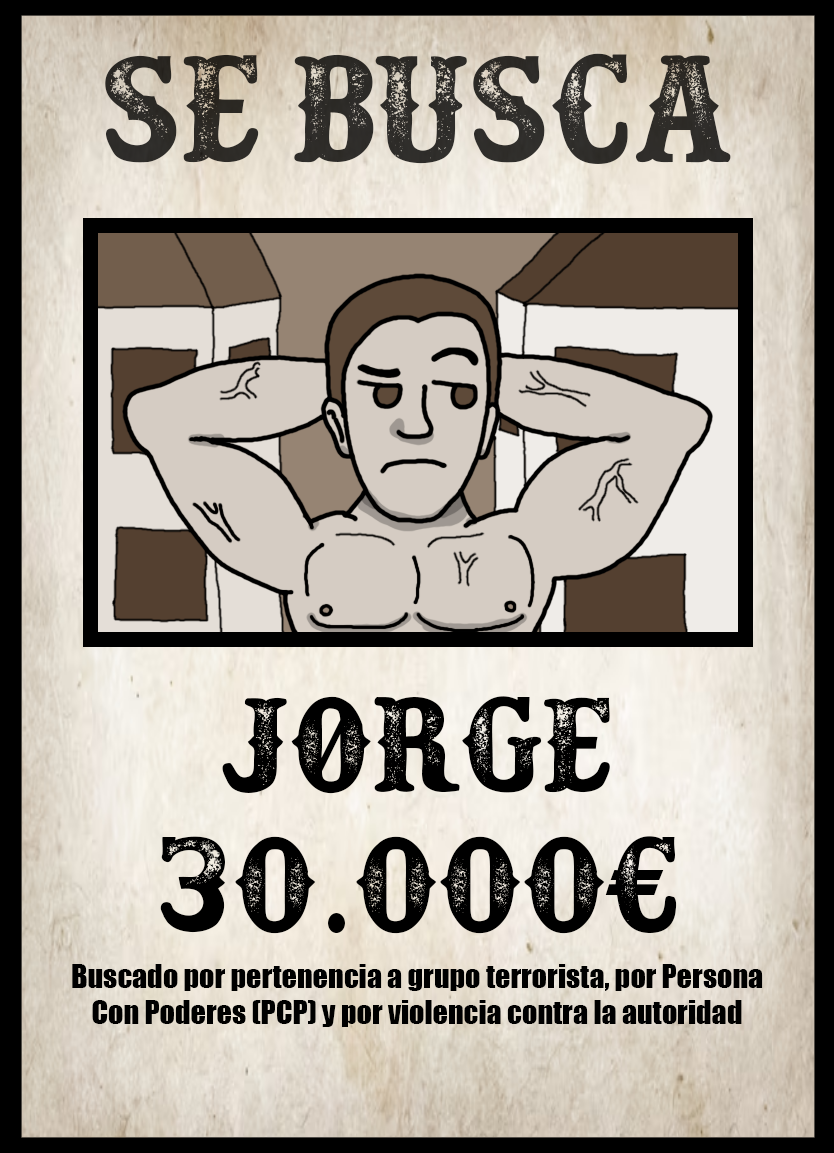 SE BUSCA
JØRGE
30.000€
Buscado por pertenencia a grupo terrorista, por Persona
Con Poderes (PCP) y por violencia contra la autoridad